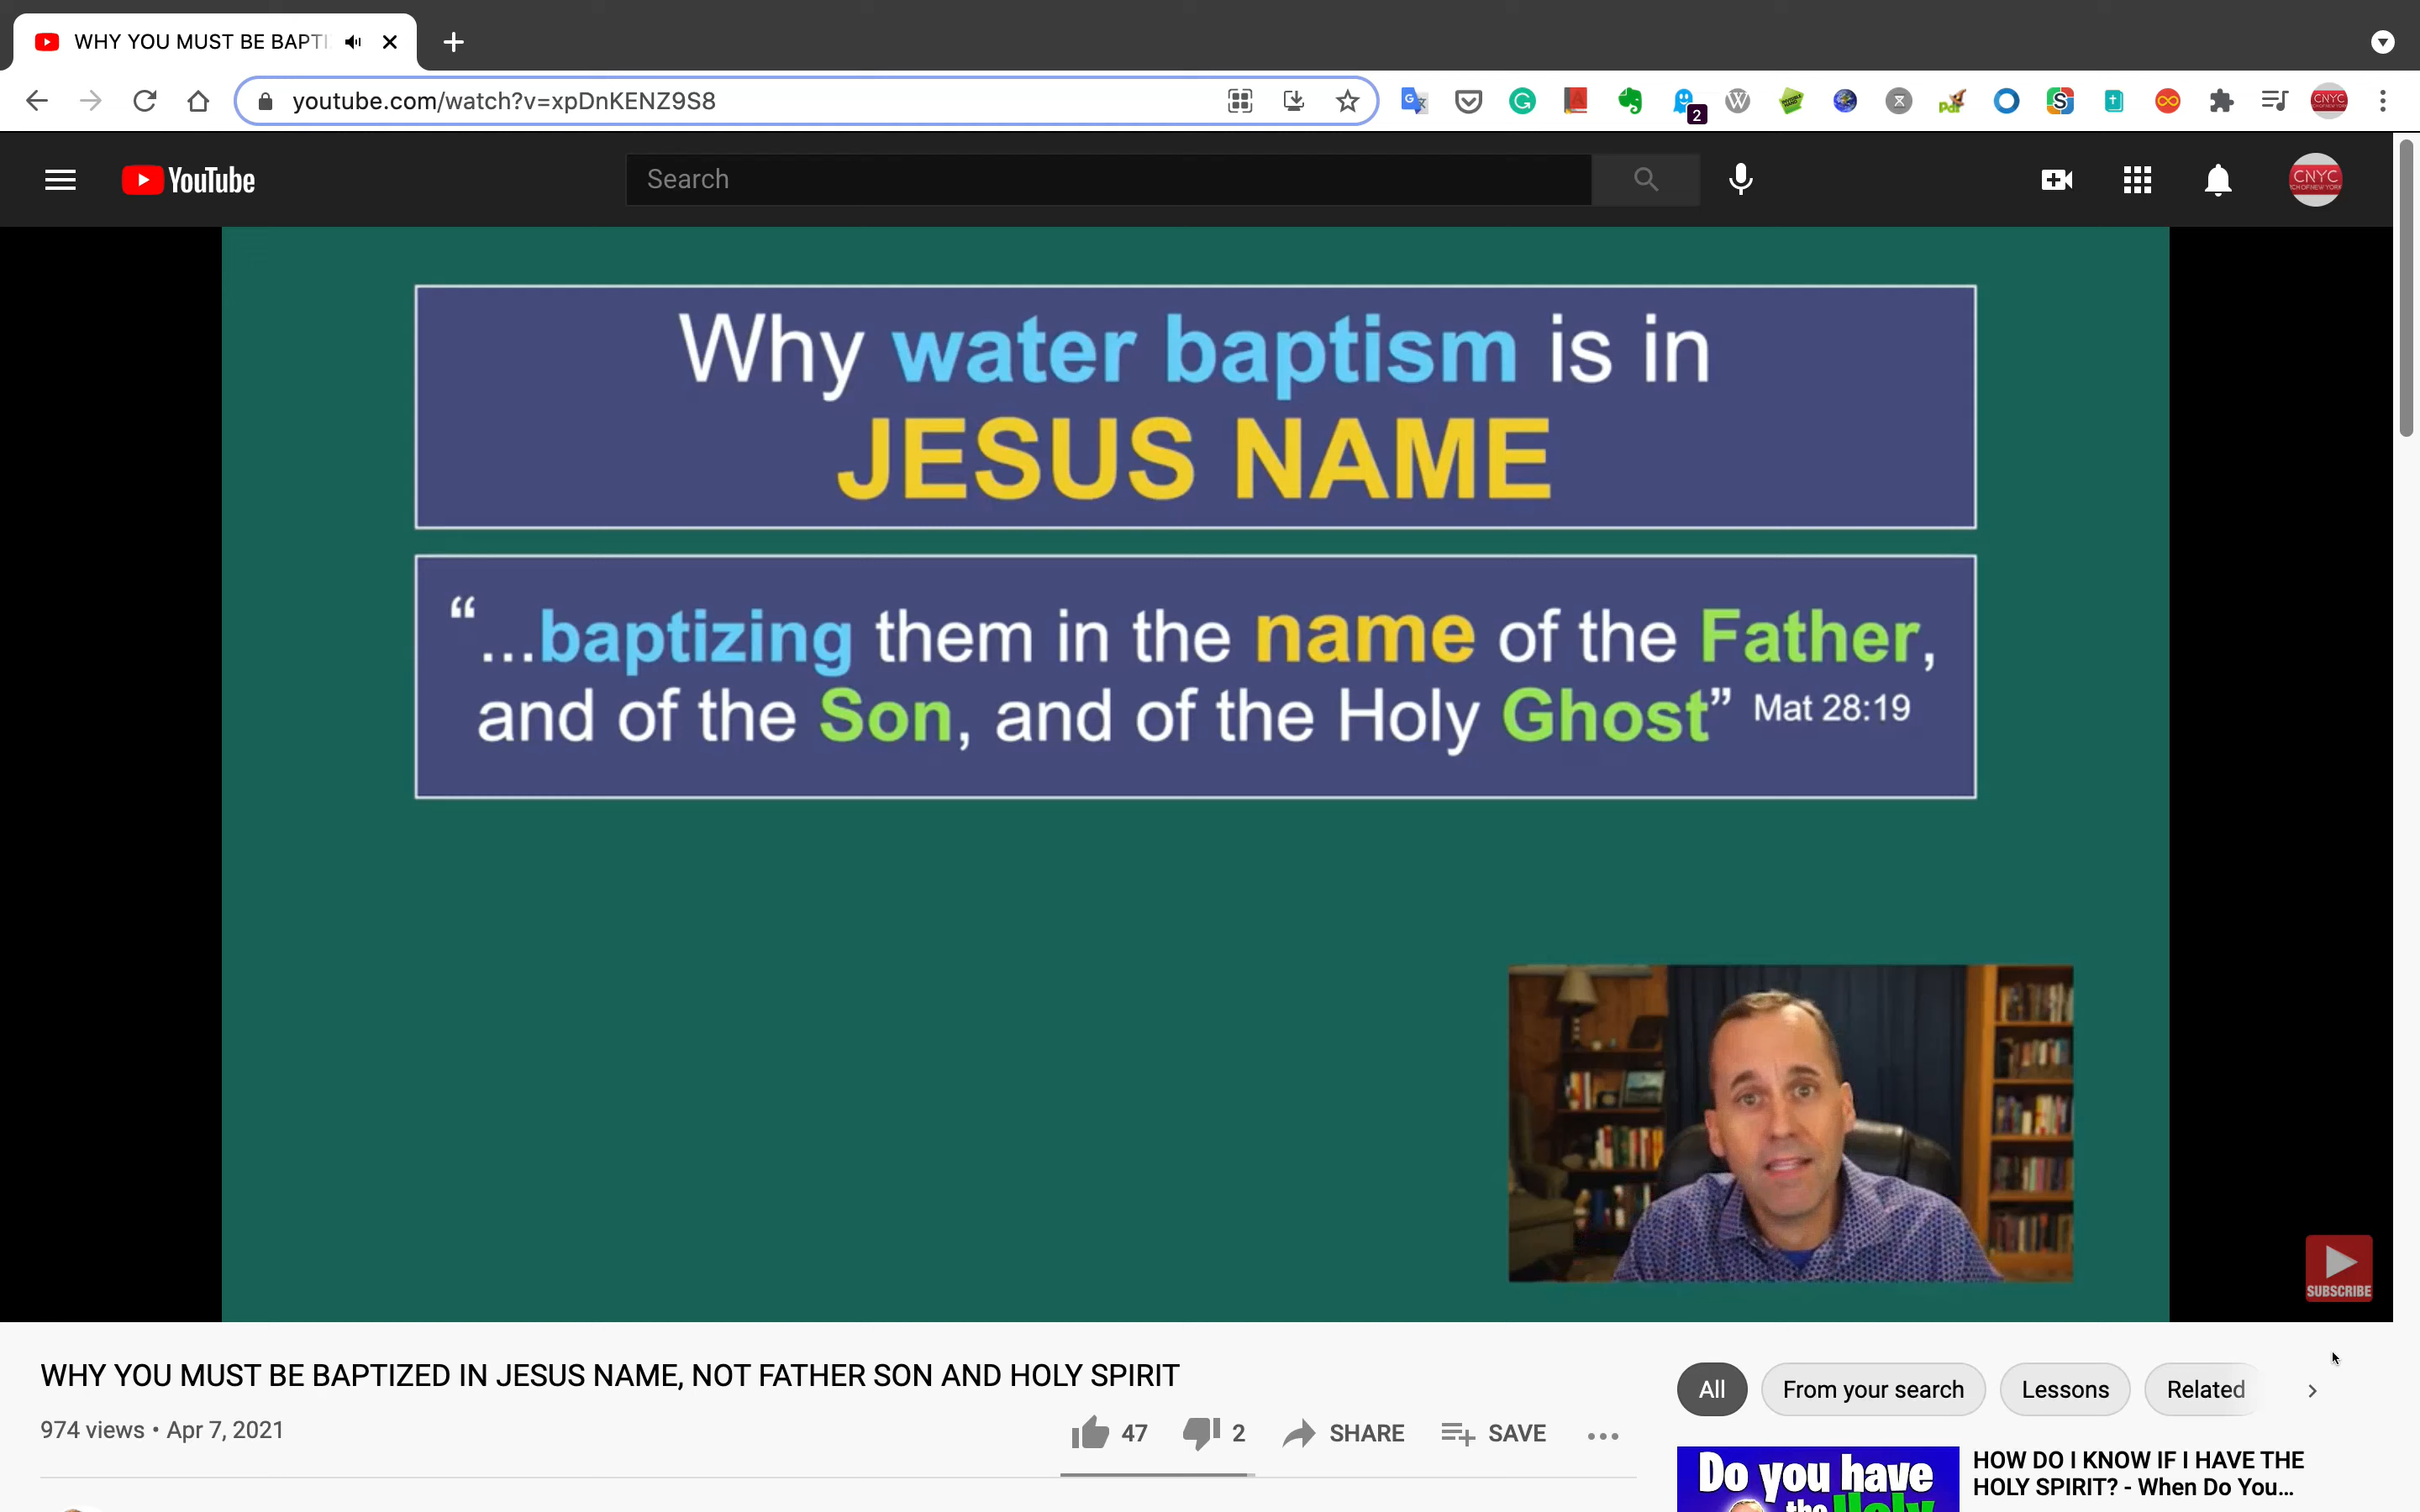 WHY YOU MUST BE BAPTI
youtube.com/watch?v=xpDnKENZ9S8
2
YouTube
Search
CNYC
Why water baptism is in
JESUS NAME
“...baptizing them in the name of the Father,
and of the Son, and of the Holy Ghost” Mat 28:19
SUBSCRIBE
WHY YOU MUST BE BAPTIZED IN JESUS NAME, NOT FATHER SON AND HOLY SPIRIT
974 views • Apr 7, 2021
47
2
SHARE
SAVE
All
From your search
Lessons
Related
Do you have
the Holy
HOW DO I KNOW IF I HAVE THE
HOLY SPIRIT? - When Do You...